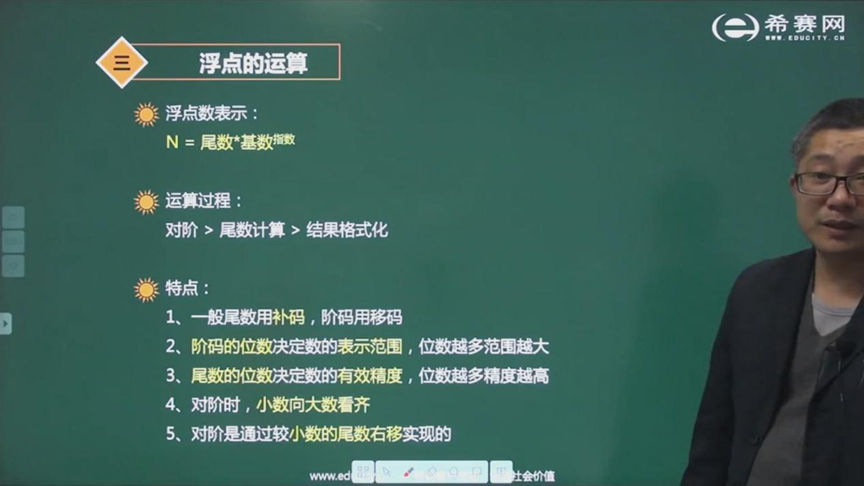 希赛网
WWW.EDUCITY.CN
三 浮点的运算
浮点数表示：
N = 尾数*基数指数
运算过程：
对阶 > 尾数计算 > 结果格式化
特点：
1、一般尾数用补码，阶码用移码
2、阶码的位数决定数的表示范围，位数越多范围越大
3、尾数的位数决定数的有效精度，位数越多精度越高
4、对阶时，小数向大数看齐
5、对阶是通过较小数的尾数右移实现的
社会价值